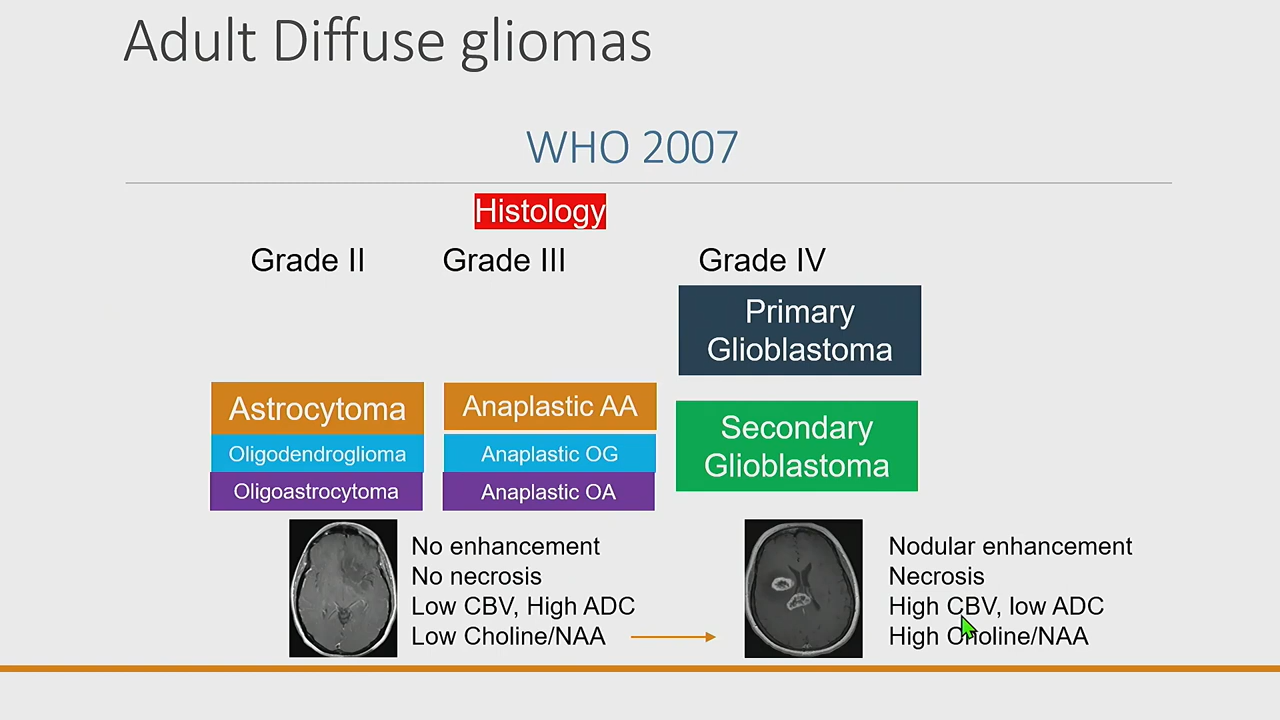 Adult Diffuse gliomas
WHO 2007
Histology
Grade II
Grade III
Grade IV
Primary
Glioblastoma
Astrocytoma
Anaplastic AA
Oligodendroglioma
Anaplastic OG
Oligoastrocytoma
Anaplastic OA
Secondary
Glioblastoma
No enhancement
No necrosis
Low CBV, High ADC
Low Choline/NAA
Nodular enhancement
Necrosis
High CBV, low ADC
High Choline/NAA